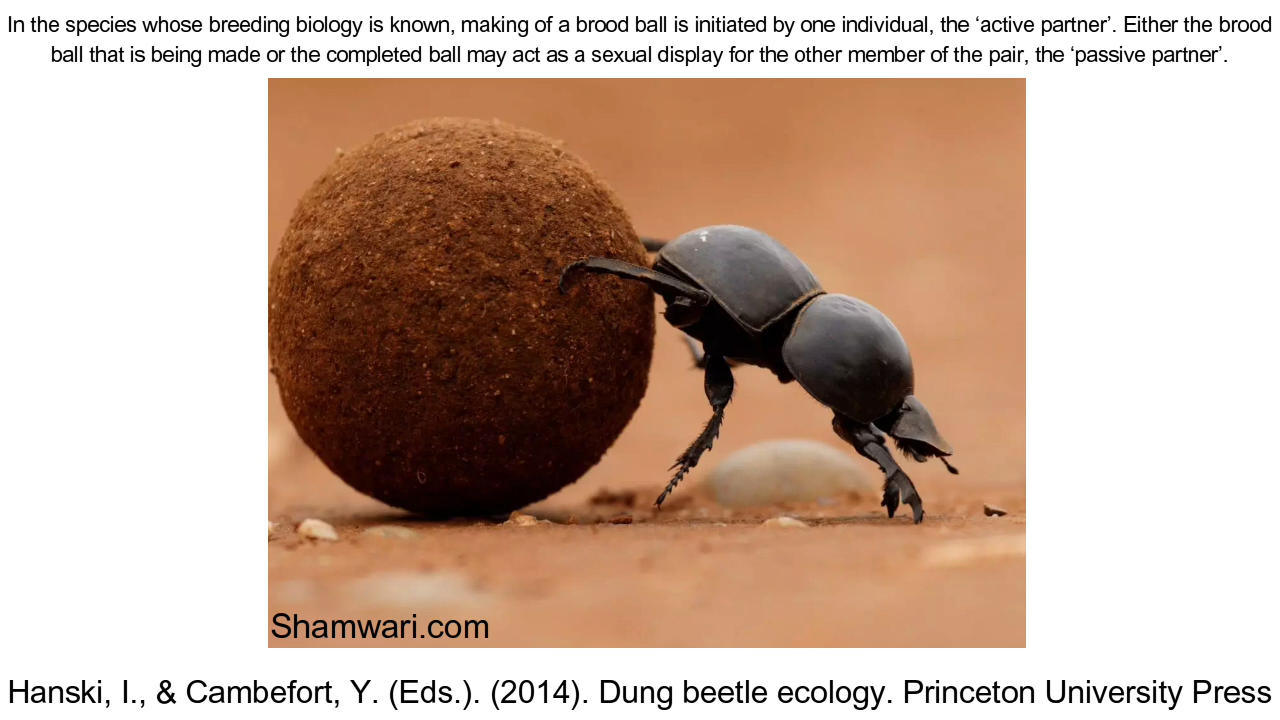 In the species whose breeding biology is known, making of a brood ball is initiated by one individual, the ‘active partner’. Either the brood
ball that is being made or the completed ball may act as a sexual display for the other member of the pair, the ‘passive partner’.
Shamwari.com
Hanski, I., & Cambefort, Y. (Eds.). (2014). Dung beetle ecology. Princeton University Press